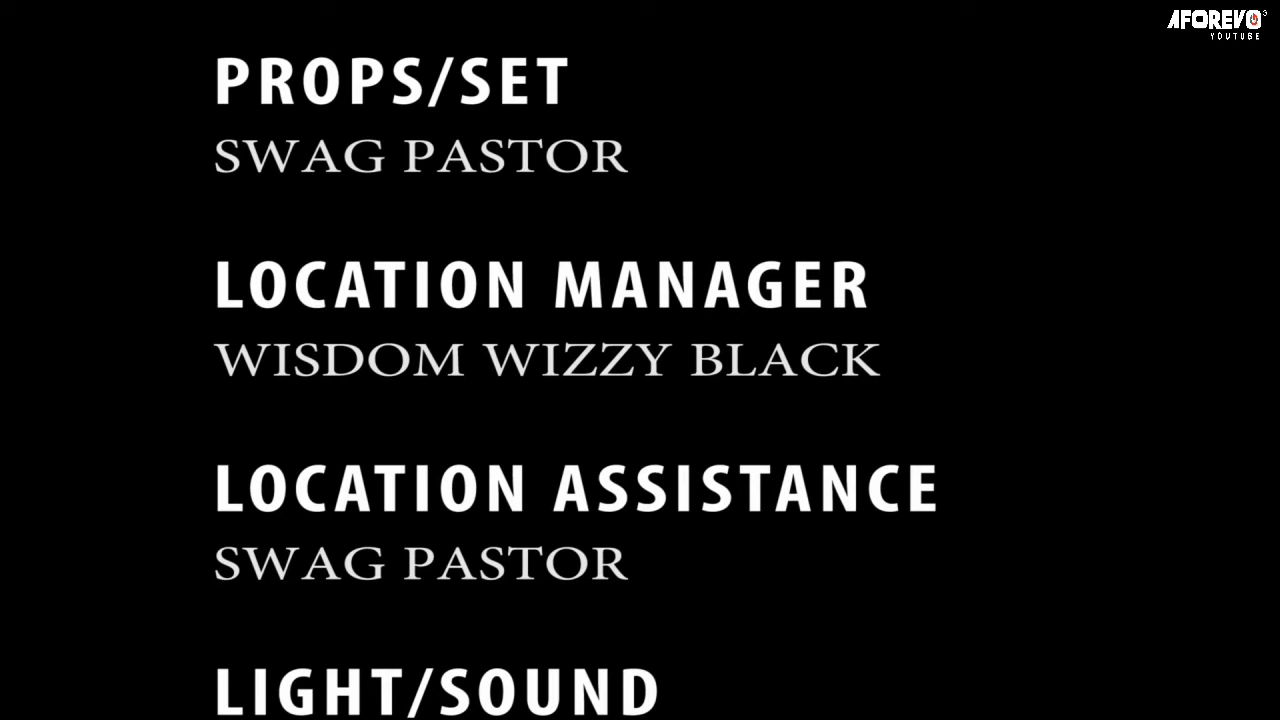 AFOREVO
YOUTUBE
PROPS/SET
SWAG PASTOR
LOCATION MANAGER
WISDOM WIZZY BLACK
LOCATION ASSISTANCE
SWAG PASTOR
LIGHT/SOUND